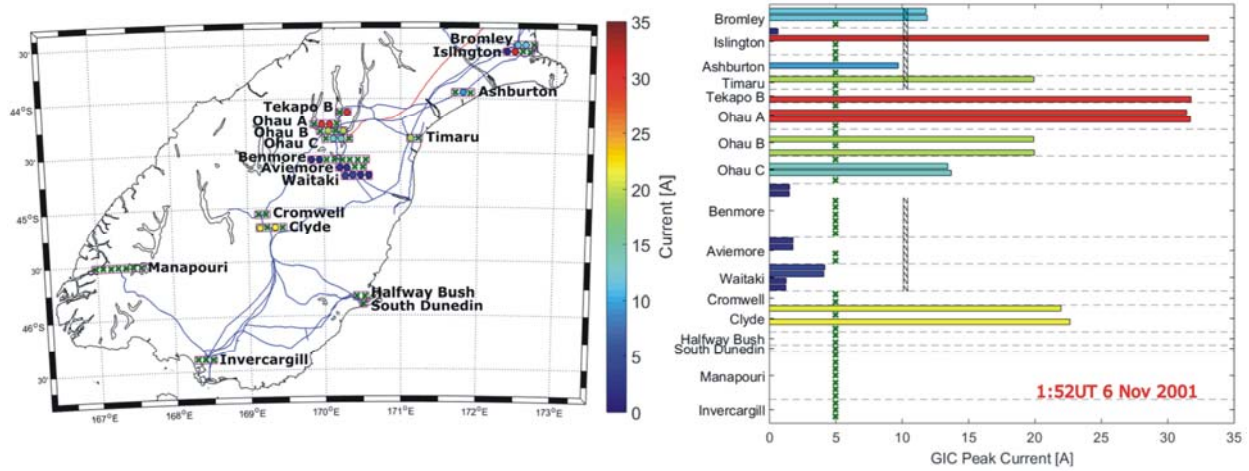 Bromley
Islington
Ashburton
Tekapo B
Ohau A
Ohau B
Ohau C
Timaru
Benmore
Aviemore
Waitaki
Cromwell
Clyde
Manapouri
Halfway Bush
South Dunedin
Invercargill
30'
44°S
30'
45°S
30'
46°S
30'
167°E
168°E
169°E
170°E
171°E
172°E
173°E
35
30
25
20
15
10
5
0
Current [A]
Bromley
Islington
Ashburton
Timaru
Tekapo B
Ohau A
Ohau B
Ohau C
Benmore
Aviemore
Waitaki
Cromwell
Clyde
Halfway Bush
South Dunedin
Manapouri
Invercargill
1:52UT 6 Nov 2001
0 5 10 15 20 25 30 35
GIC Peak Current [A]